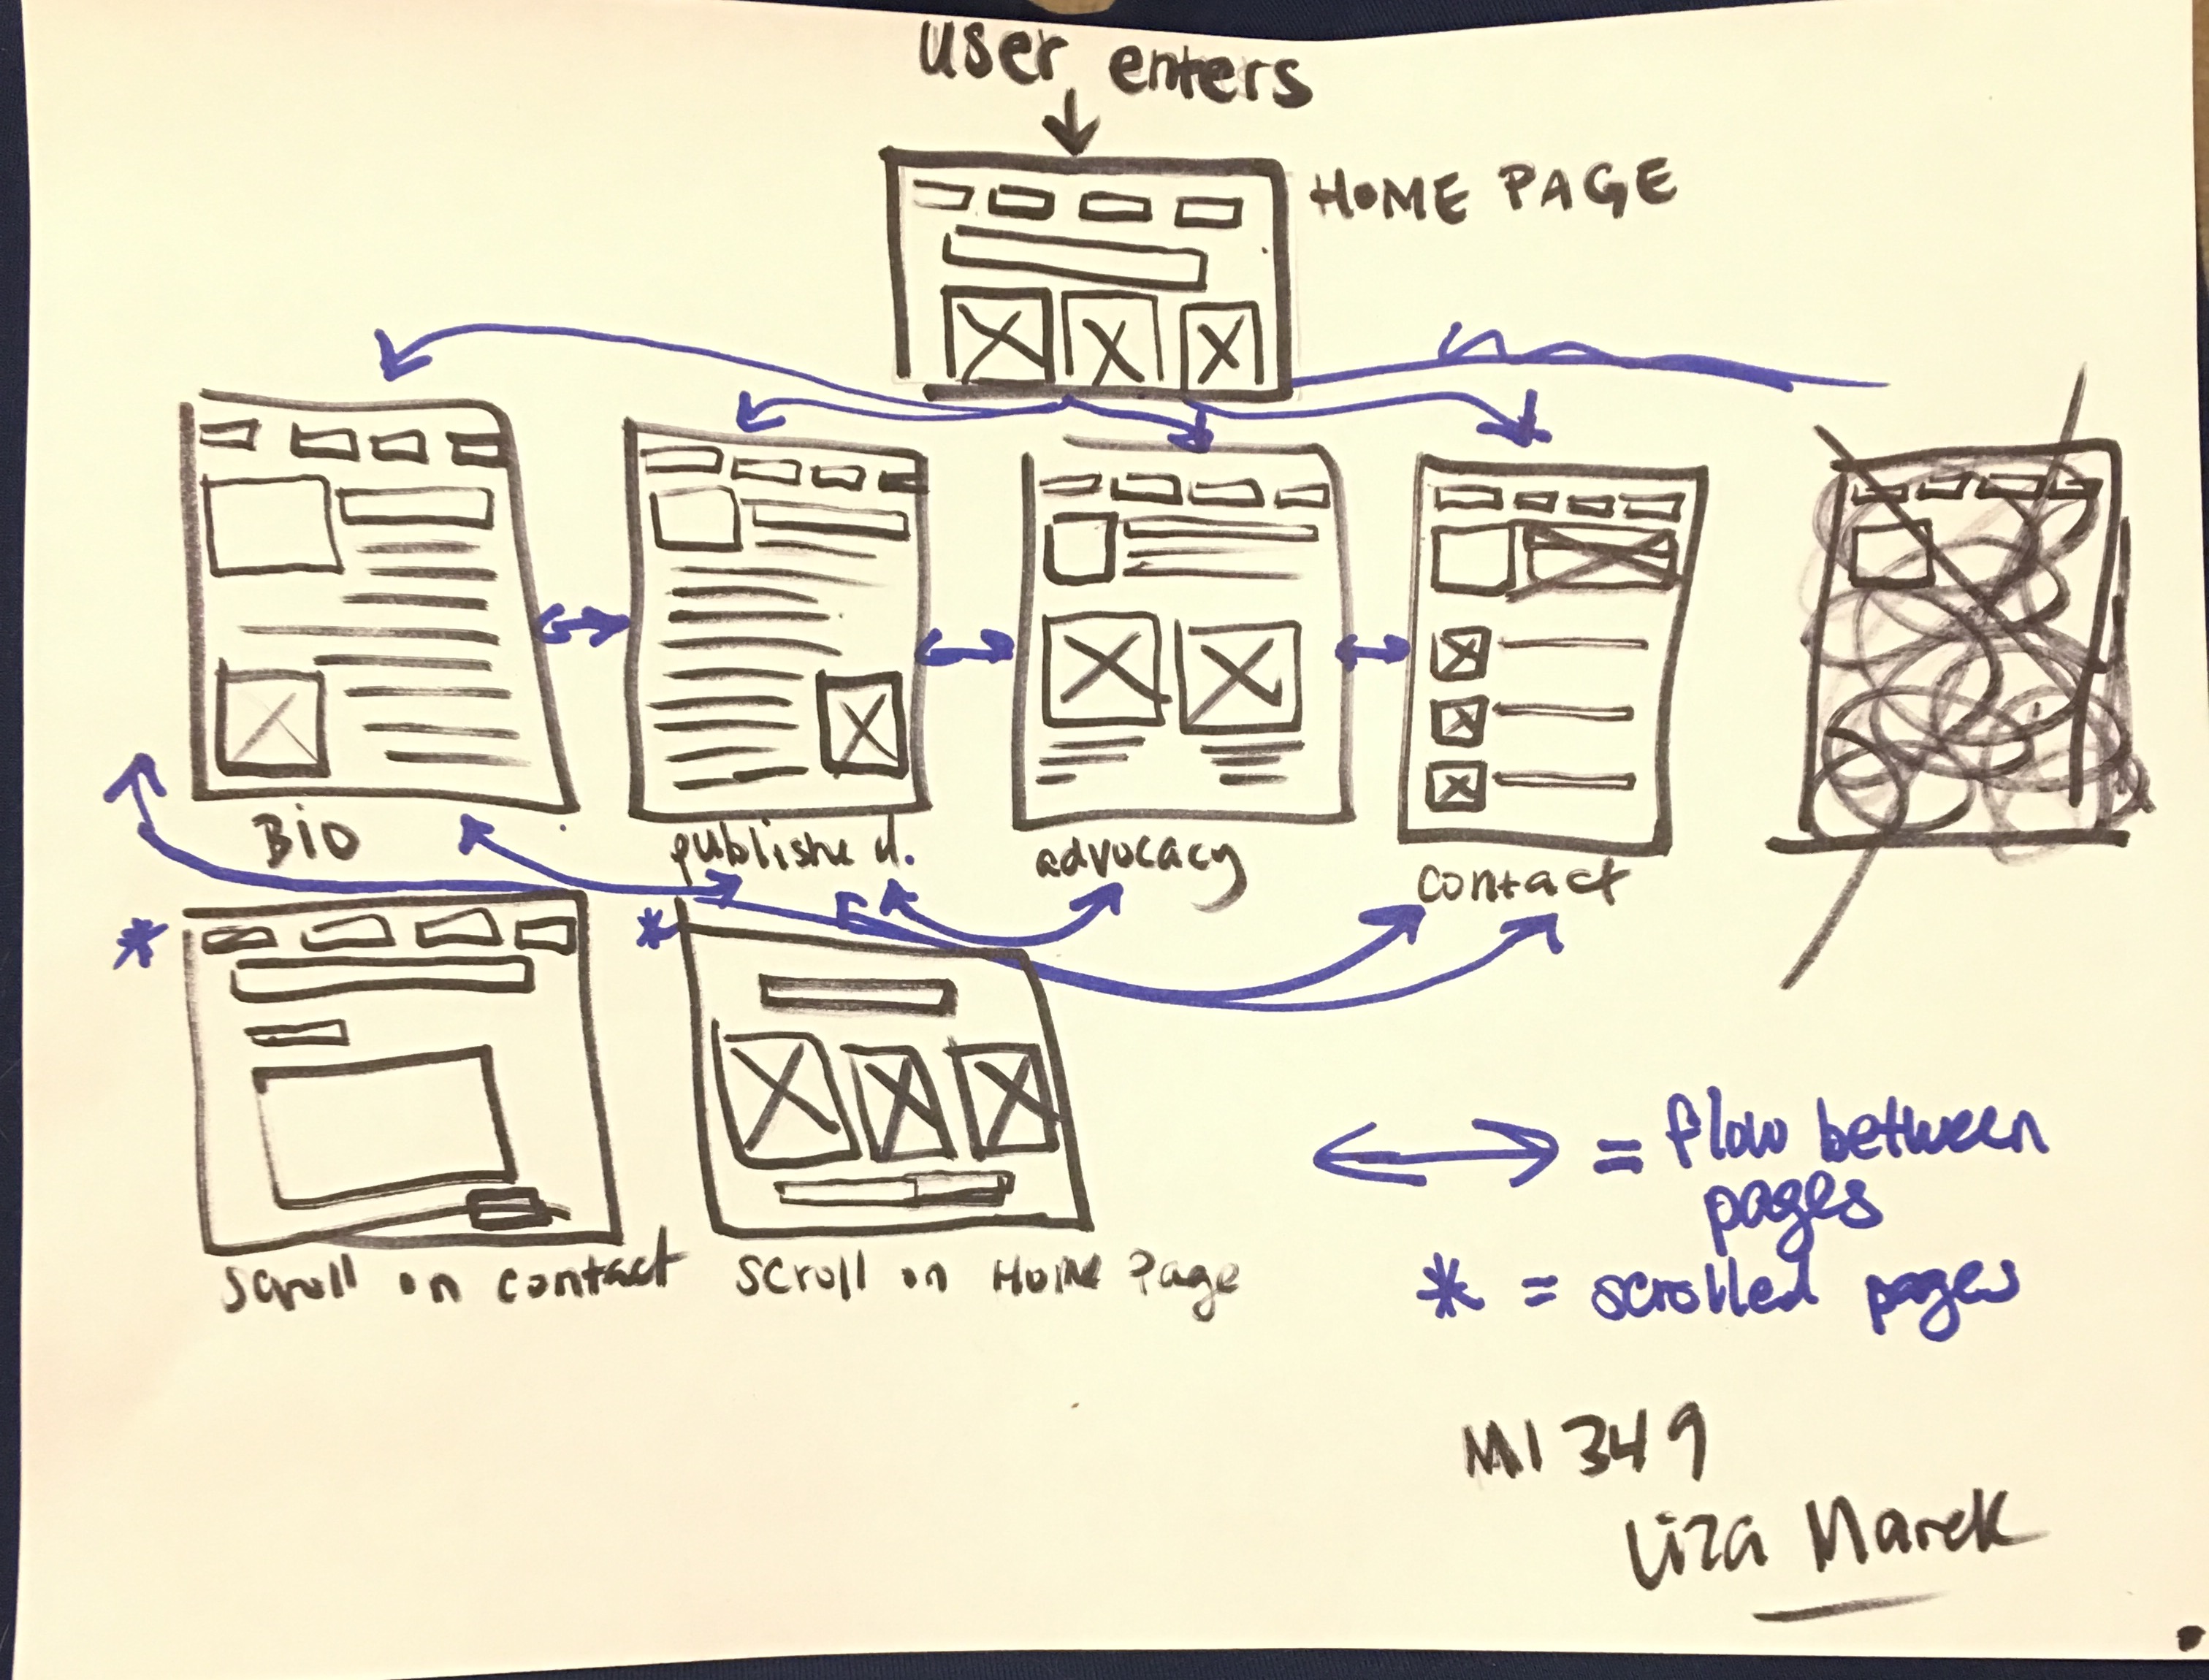 user enters
HOME PAGE
Bio
published.
advocacy
contact
*
*
scroll on contact
scroll on Home Page
= flow between
pages
* = scrolled pages
MI 349
Liza Marek